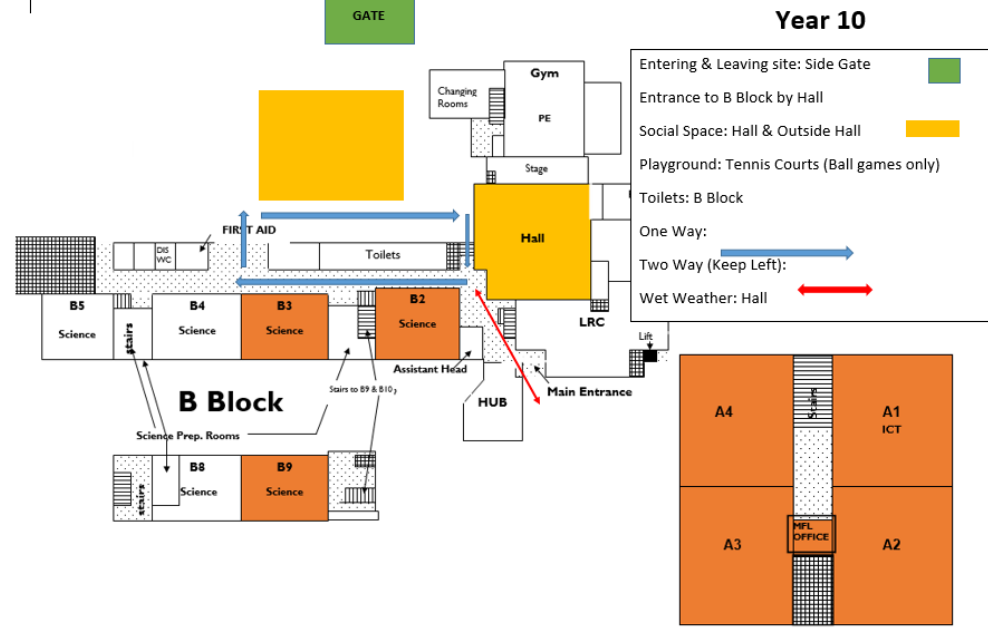 GATE
Year 10
Entering & Leaving site: Side Gate
Entrance to B Block by Hall
Social Space: Hall & Outside Hall
Playground: Tennis Courts (Ball games only)
Toilets: B Block
One Way:
Two Way (Keep Left):
Wet Weather: Hall
Gym
PE
Changing
Rooms
Stage
Hall
FIRST AID
DIS
WC
Toilets
B5
Science
stairs
B4
Science
B3
Science
B2
Science
LRC
Lift
Assistant Head
Main Entrance
HUB
Stairs to B9 & B10
B Block
Science Prep. Rooms
stairs
B8
Science
B9
Science
A4
Stairs
A1
ICT
A3
MFL
OFFICE
A2